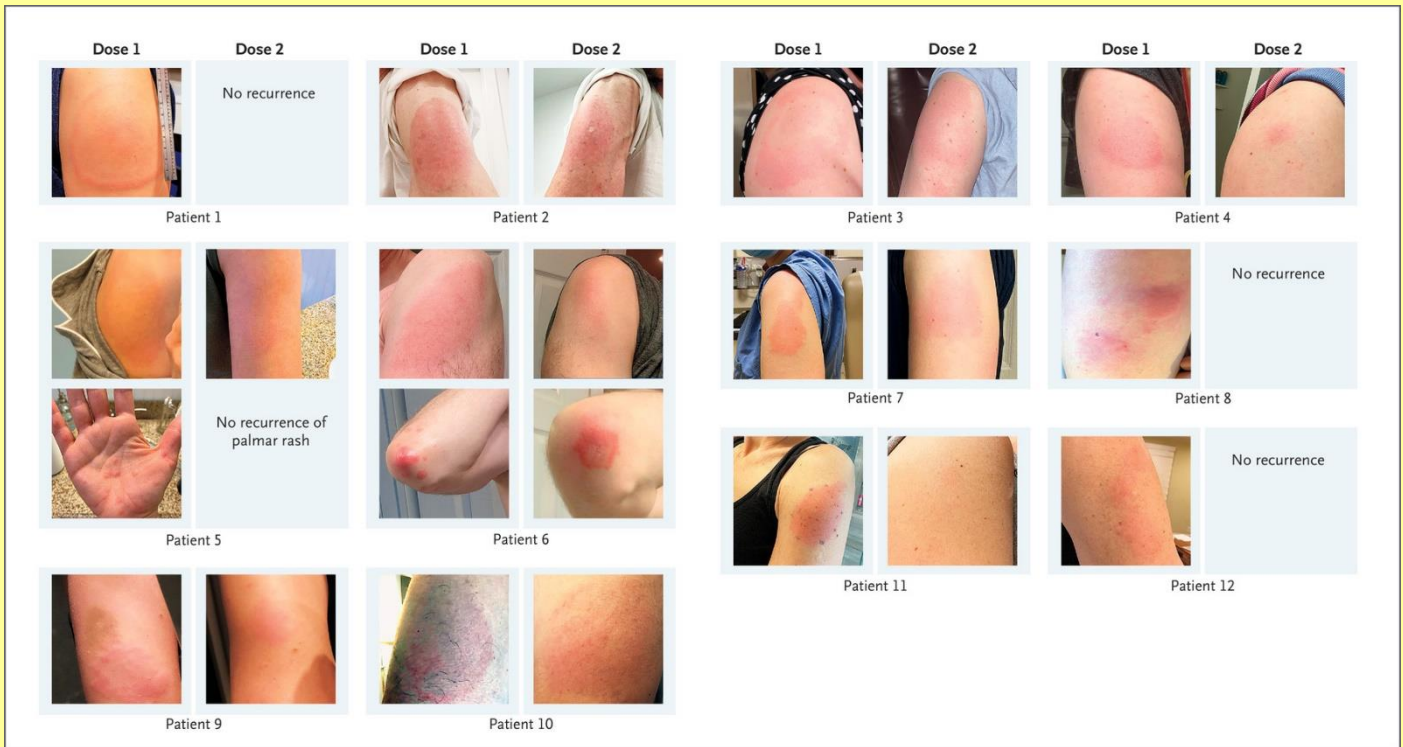 Dose 1
Dose 2
Dose 1
Dose 2
Dose 1
Dose 2
Dose 1
Dose 2
No recurrence
Patient 1
Patient 2
Patient 3
Patient 4
No recurrence
No recurrence of
palmar rash
Patient 7
Patient 8
No recurrence
Patient 5
Patient 6
Patient 11
Patient 12
Patient 9
Patient 10